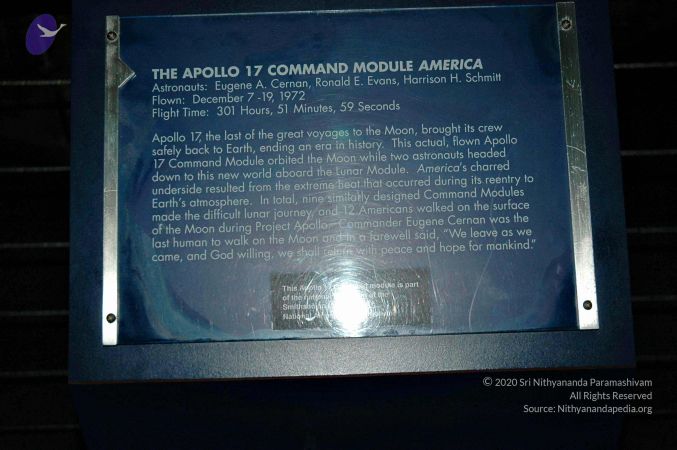 THE APOLLO 17 COMMAND MODULE AMERICA
Astronauts: Eugene A. Cernan, Ronald E. Evans, Harrison H. Schmitt
Flown: December 7 -19, 1972
Flight Time: 301 Hours, 51 Minutes, 59 Seconds
Apollo 17, the last of the great voyages to the Moon, brought its crew
safely back to Earth, ending an era in history. This actual, flown Apollo
17 Command Module orbited the Moon while two astronauts headed
down to this new world aboard the Lunar Module. America's charred
underside resulted from the extreme heat that occurred during its reentry to
Earth's atmosphere. In total, nine similarly designed Command Modules
made the difficult lunar journey, and 12 Americans walked on the surface
of the Moon during Project Apollo. Commander Eugene Cernan was the
last human to walk on the Moon and in a farewell said, "We leave as we
came, and God willing, we shall return with peace and hope for mankind."
This Apollo module is part
of the of the
Smithso
National
© 2020 Sri Nithyananda Paramashivam
All Rights Reserved
Source: Nithyanandapedia.org